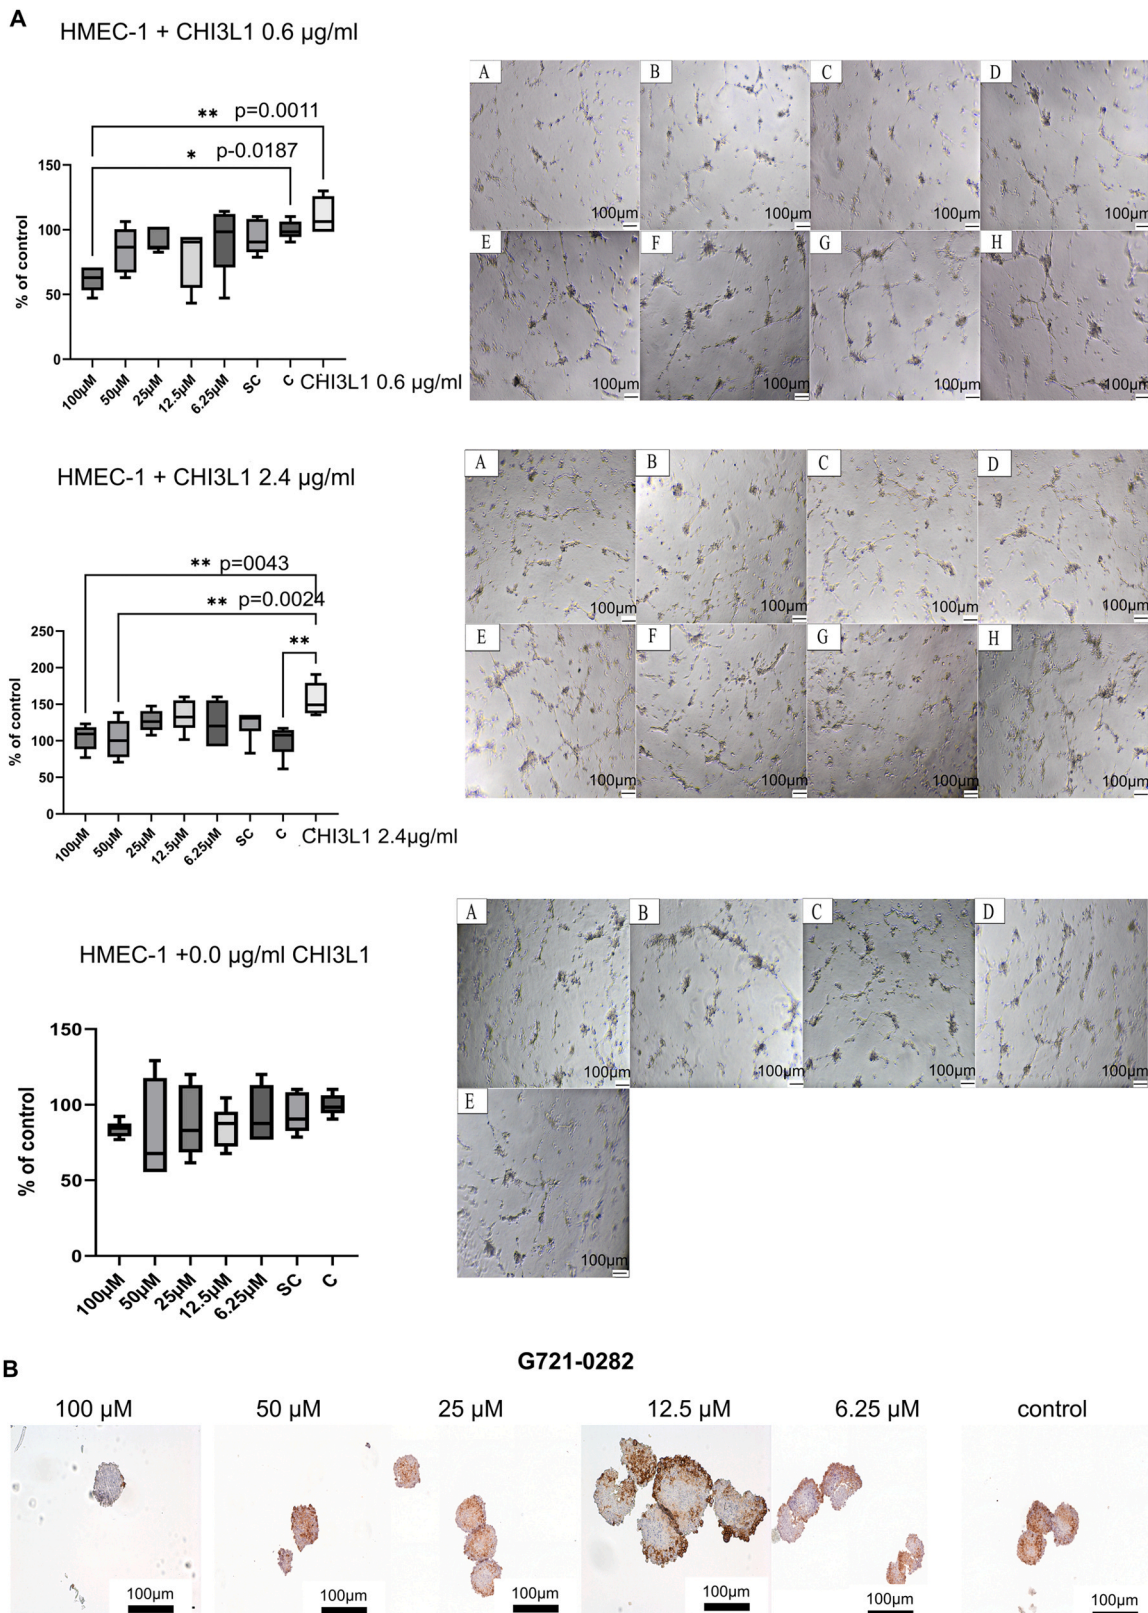 A
HMEC-1 + CHI3L1 0.6 µg/ml
** p=0.0011
* p-0.0187
% of control
150
100
50
0
100µM
50µM
25µM
12.5µM
6.25µM
SC
C
CHI3L1 0.6 µg/ml
A
100µm
B
100µm
C
100µm
D
100µm
E
100µm
F
100µm
G
100µm
H
100µm
HMEC-1 + CHI3L1 2.4 µg/ml
** p=0043
** p=0.0024
**
% of control
250
200
150
100
50
0
100µM
50µM
25µM
12.5µM
6.25µM
SC
C
CHI3L1 2.4µg/ml
A
100µm
B
100µm
C
100µm
D
100µm
E
100µm
F
100µm
G
100µm
H
100µm
HMEC-1 +0.0 µg/ml CHI3L1
% of control
150
100
50
0
100µM
50µM
25µM
12.5µM
6.25µM
SC
C
A
100µm
B
100µm
C
100µm
D
100µm
E
100µm
B
G721-0282
100 µM
50 µM
25 µM
12.5 µM
6.25 µM
control
100µm
100µm
100µm
100µm
100µm
100µm